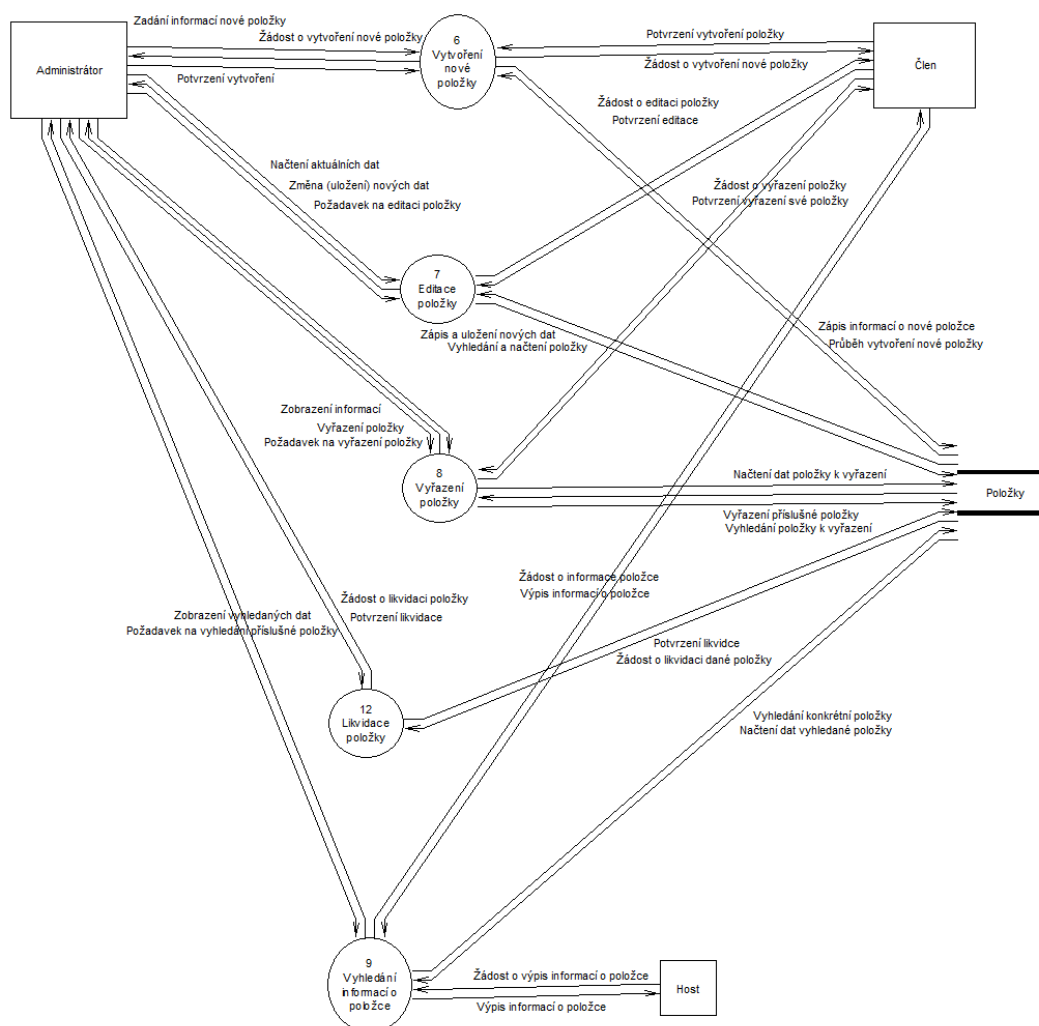 Zadání informací nové položky
Žádost o vytvoření nové položky
Potvrzení vytvoření
Administrátor
6
Vytvoření
nové
položky
Potvrzení vytvoření položky
Žádost o vytvoření nové položky
Člen
Žádost o editaci položky
Potvrzení editace
Načtení aktuálních dat
Změna (uložení) nových dat
Požadavek na editaci položky
Žádost o vyřazení položky
Potvrzení vyřazení své položky
7
Editace
položky
Zápis a uložení nových dat
Vyhledání a načtení položky
Zápis informací o nové položce
Průběh vytvoření nové položky
Zobrazení informací
Vyřazení položky
Požadavek na vyřazení položky
8
Vyřazení
položky
Načtení dat položky k vyřazení
Položky
Vyřazení příslušné položky
Vyhledání položky k vyřazení
Žádost o informace položce
Výpis informací o položce
Zobrazení vyhledaných dat
Požadavek na vyhledání příslušné položky
Žádost o likvidaci položky
Potvrzení likvidace
Potvrzení likvidce
Žádost o likvidaci dané položky
12
Likvidace
položky
Vyhledání konkrétní položky
Načtení dat vyhledané položky
9
Vyhledání
informací o
položce
Žádost o výpis informací o položce
Výpis informací o položce
Host